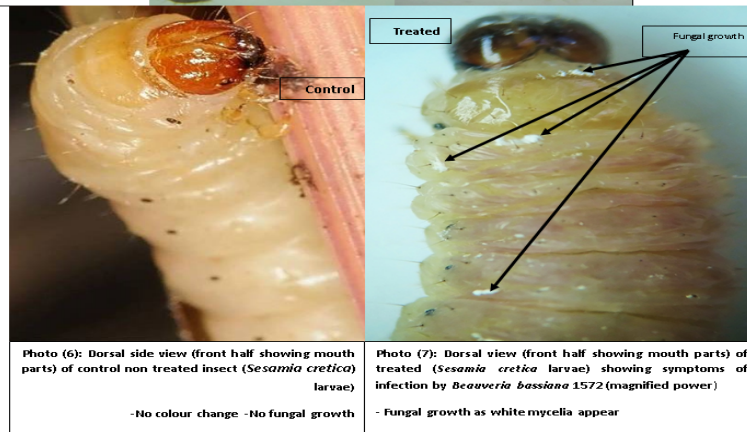 Control
Treated
Fungal growth
Photo (6): Dorsal side view (front half showing mouth
parts) of control non treated insect (Sesamia cretica)
larvae)
-No colour change -No fungal growth
Photo (7): Dorsal view (front half showing mouth parts) of
treated (Sesamia cretica larvae) showing symptoms of
infection by Beauveria bassiana 1572 (magnified power)
- Fungal growth as white mycelia appear